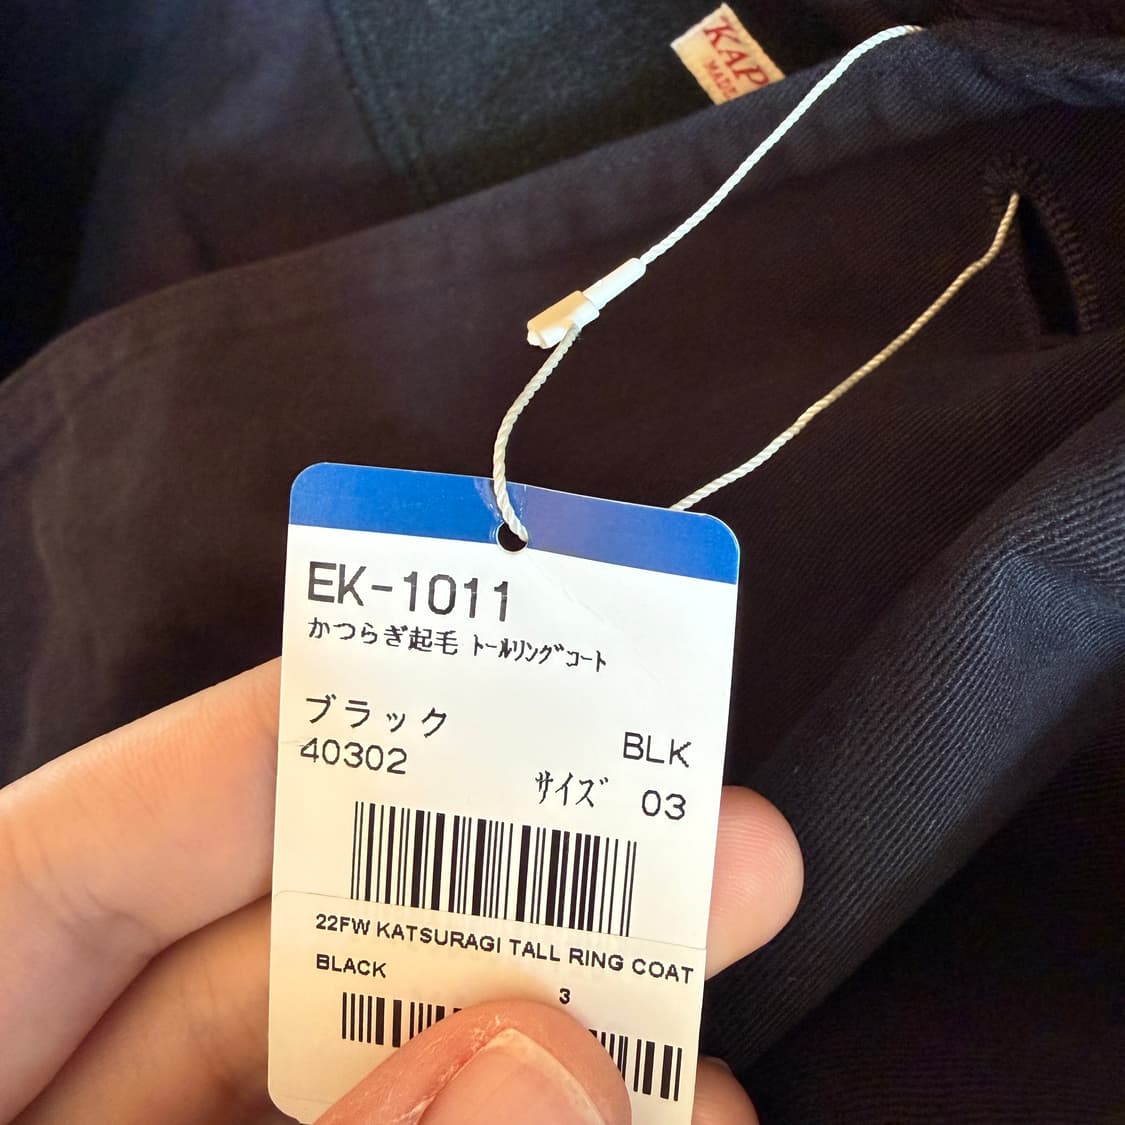 KAP
MADE
EK-1011
かつらぎ起毛 トールリングコート
ブラック
BLK
40302
サイズ 03
22FW KATSURAGI TALL RING COAT
BLACK
3